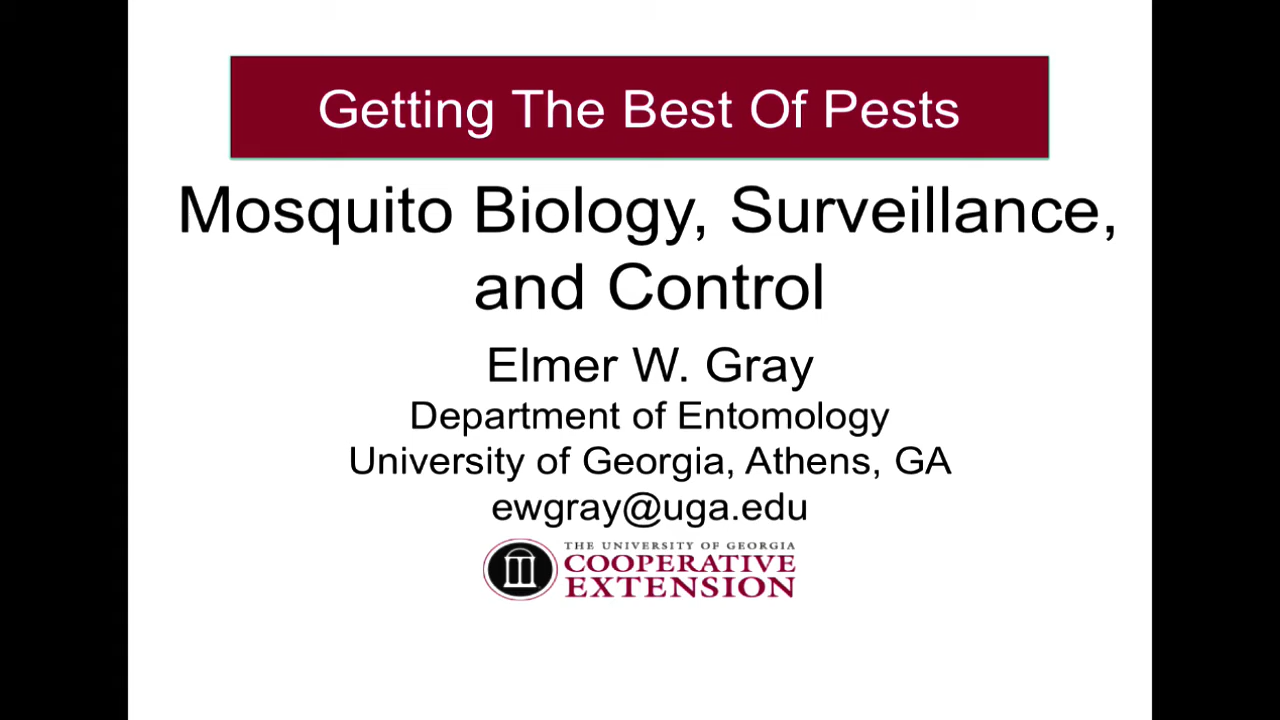 Getting The Best Of Pests
Mosquito Biology, Surveillance,
and Control
Elmer W. Gray
Department of Entomology
University of Georgia, Athens, GA
ewgray@uga.edu
THE UNIVERSITY OF GEORGIA
COOPERATIVE
EXTENSION